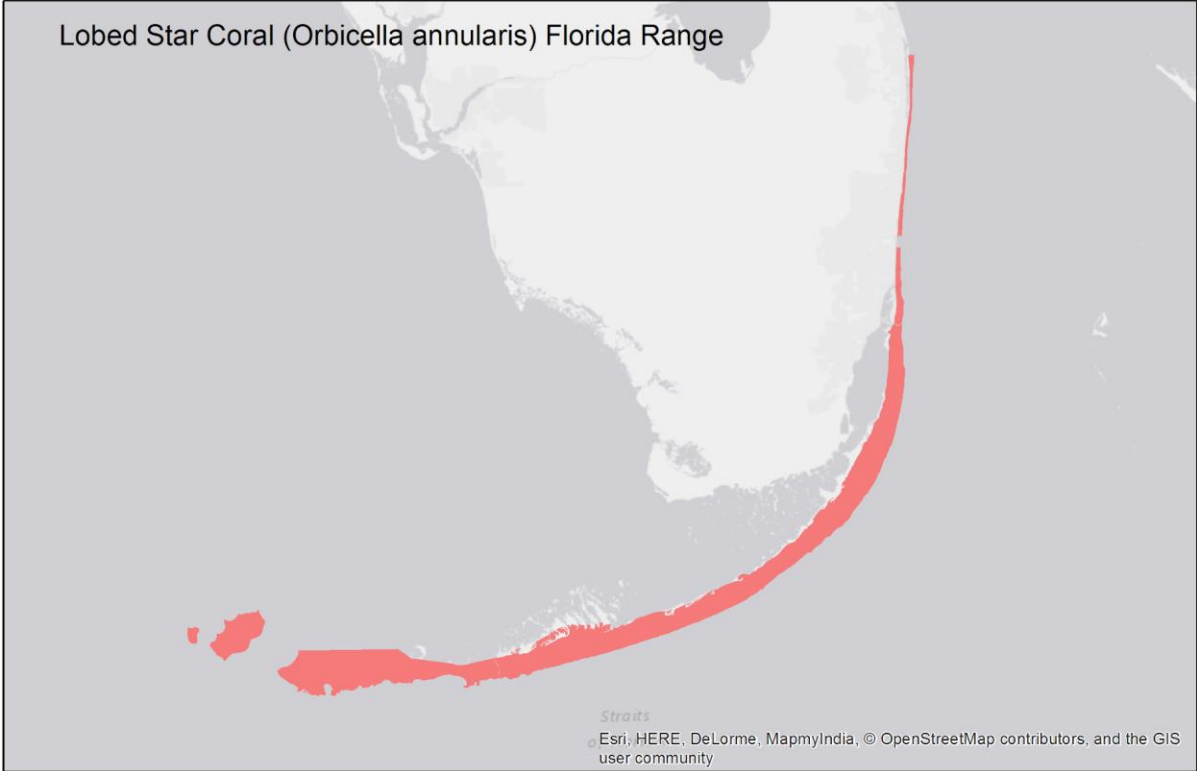 Lobed Star Coral (Orbicella annularis) Florida Range
Straits
Esri, HERE, DeLorme, MapmyIndia, © OpenStreetMap contributors, and the GIS
user community